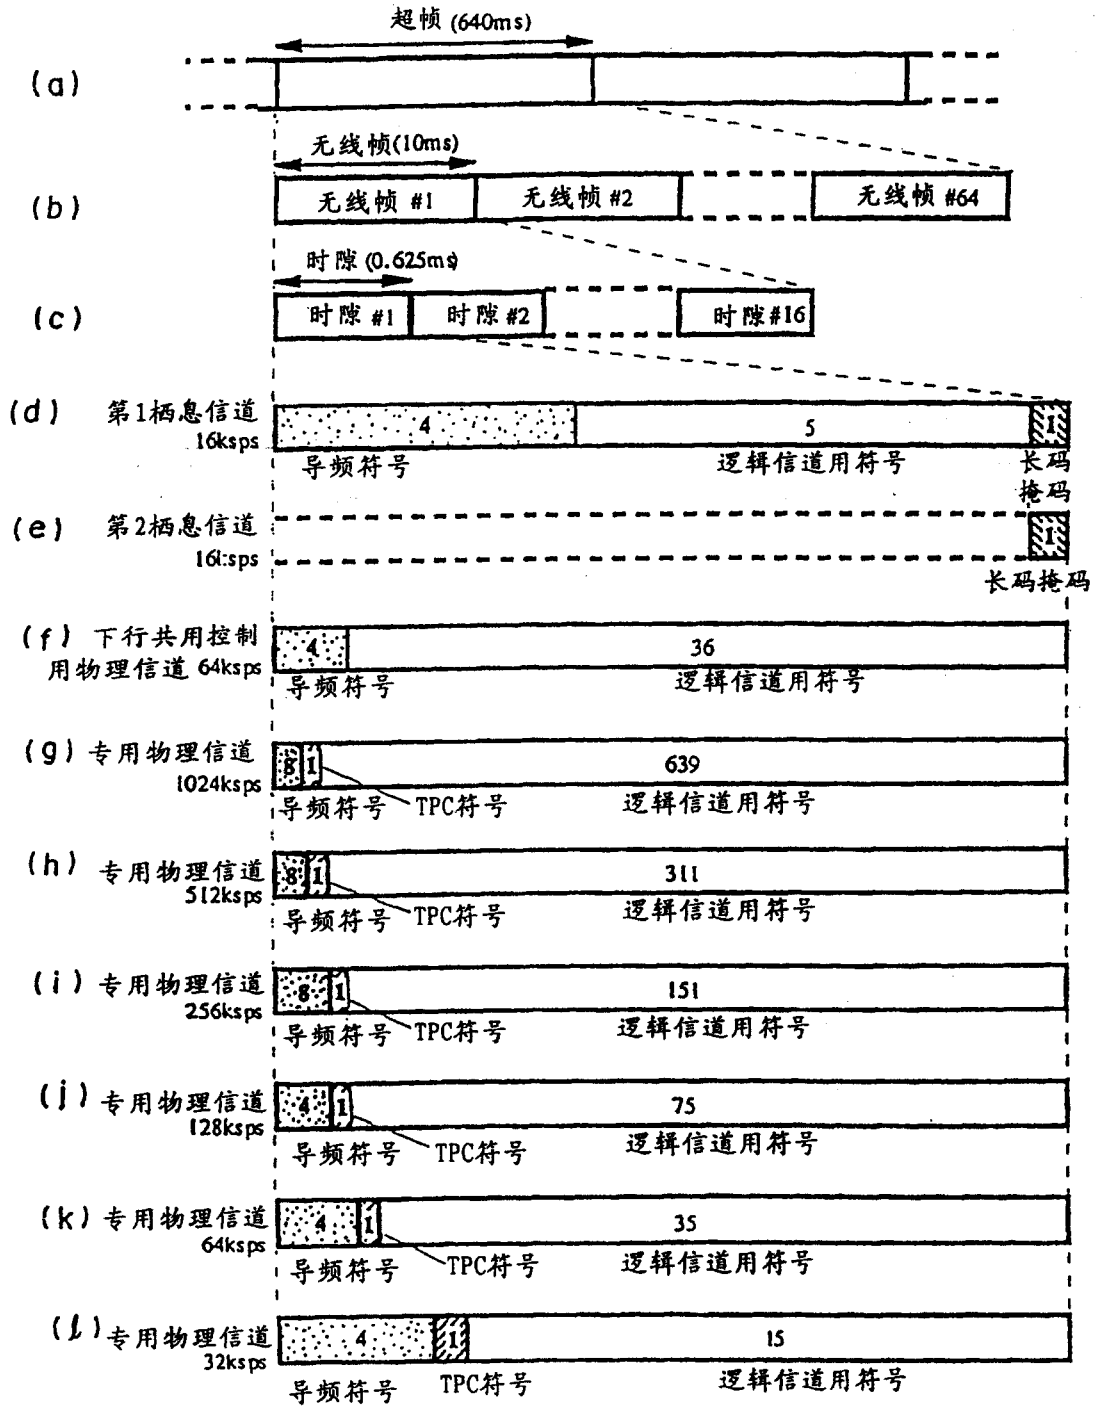 超帧 (640ms)
(a)
无线帧(10ms)
(b) 无线帧 #1 无线帧 #2 无线帧 #64
时隙 (0.625ms)
(c) 时隙 #1 时隙 #2 时隙 #16
(d) 第1栖息信道 4 5 1
16ksps
导频符号 逻辑信道用符号 长码
掩码
(e) 第2栖息信道 1
16ksps
长码掩码
(f) 下行共用控制 4 36
用物理信道 64ksps
导频符号 逻辑信道用符号
(g) 专用物理信道 8 1 639
1024ksps
导频符号 TPC符号 逻辑信道用符号
(h) 专用物理信道 8 1 311
512ksps
导频符号 TPC符号 逻辑信道用符号
(i) 专用物理信道 8 1 151
256ksps
导频符号 TPC符号 逻辑信道用符号
(j) 专用物理信道 4 1 75
128ksps
导频符号 TPC符号 逻辑信道用符号
(k) 专用物理信道 4 1 35
64ksps
导频符号 TPC符号 逻辑信道用符号
(l) 专用物理信道 4 1 15
32ksps
导频符号 TPC符号 逻辑信道用符号